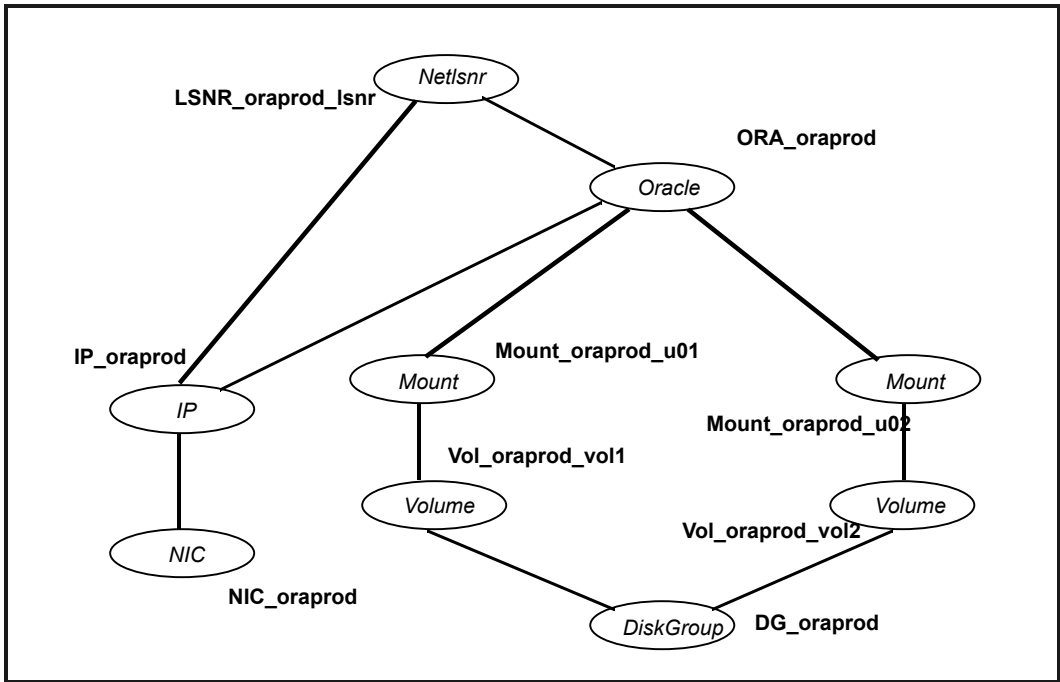 Netlsnr
LSNR_oraprod_lsnr
ORA_oraprod
Oracle
IP_oraprod
Mount_oraprod_u01
IP
Mount
Mount
Mount_oraprod_u02
Vol_oraprod_vol1
Volume
Volume
Vol_oraprod_vol2
NIC
NIC_oraprod
DiskGroup
DG_oraprod